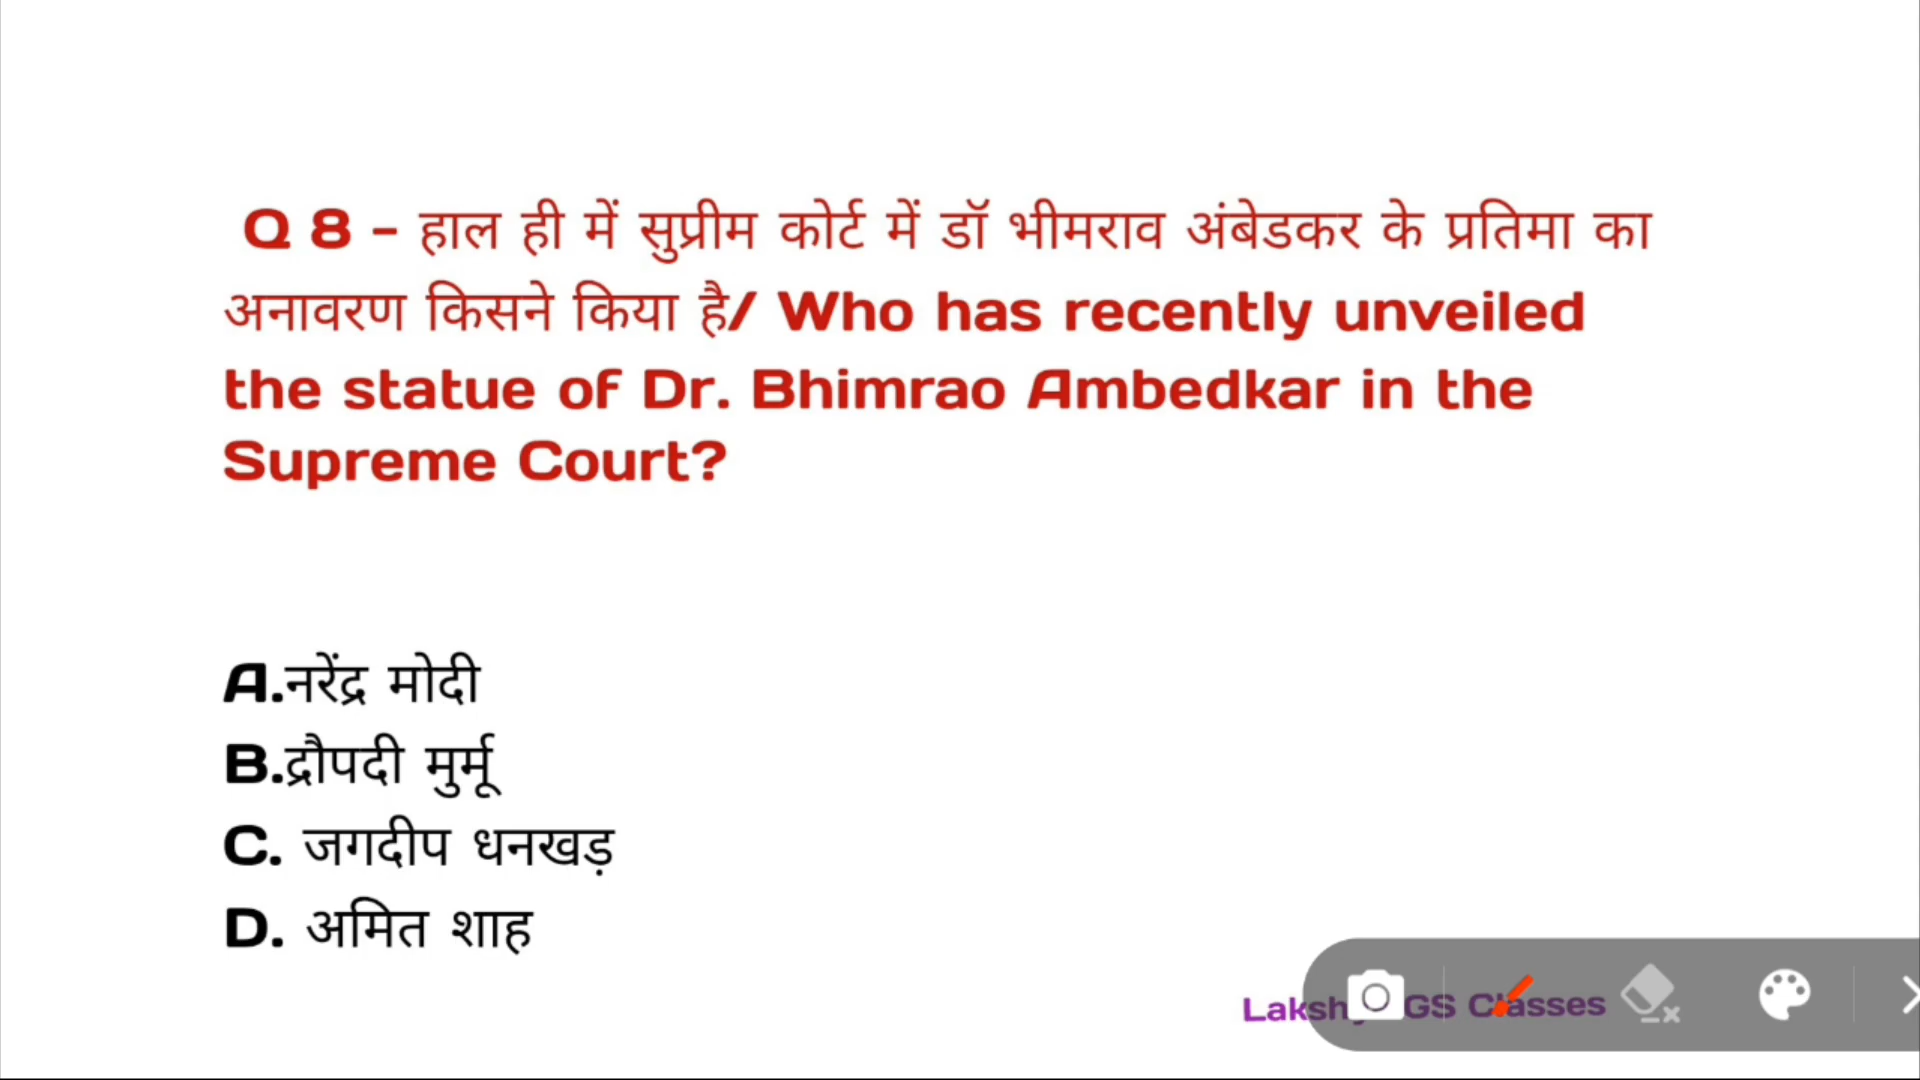 Q 8 - हाल ही में सुप्रीम कोर्ट में डॉ भीमराव अंबेडकर के प्रतिमा का
अनावरण किसने किया है/ Who has recently unveiled
the statue of Dr. Bhimrao Ambedkar in the
Supreme Court?
A.नरेंद्र मोदी
B.द्रौपदी मुर्मू
C. जगदीप धनखड़
D. अमित शाह
GS Classes